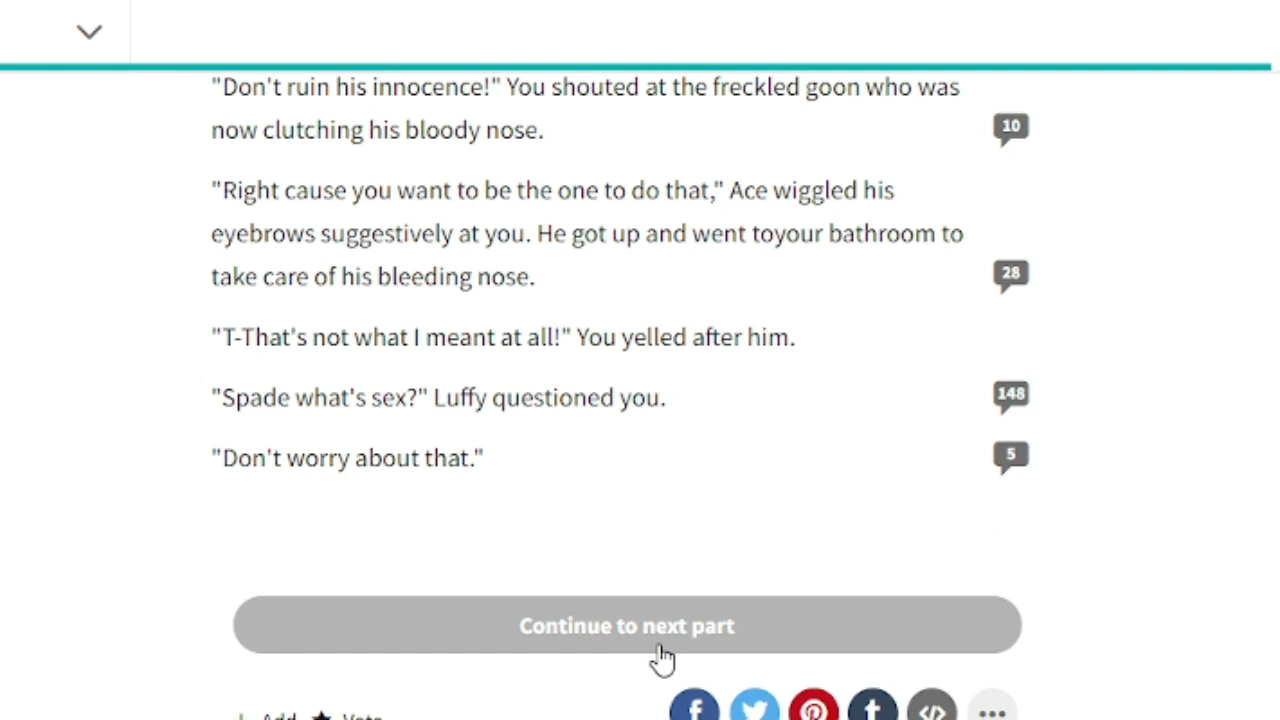 "Don't ruin his innocence!" You shouted at the freckled goon who was
now clutching his bloody nose.
10
"Right cause you want to be the one to do that," Ace wiggled his
eyebrows suggestively at you. He got up and went toyour bathroom to
take care of his bleeding nose.
28
"T-That's not what I meant at all!" You yelled after him.
"Spade what's sex?" Luffy questioned you.
148
"Don't worry about that."
5
Continue to next part
Add Vote